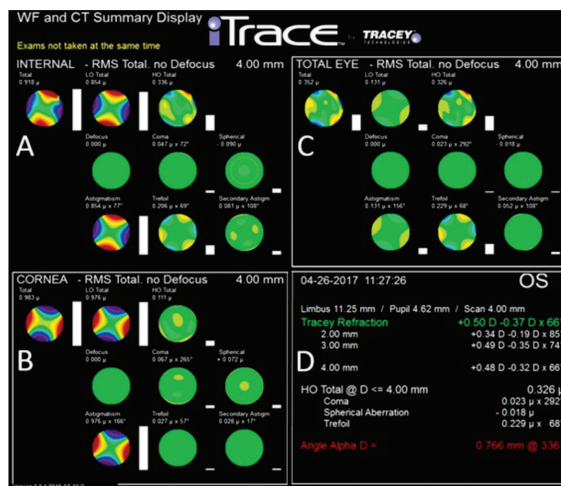 WF and CT Summary Display
Exams not taken at the same time
iTrace by TRACEY TECHNOLOGIES
INTERNAL - RMS Total. no Defocus 4.00 mm
Total LO Total HO Total
0.918 µ 0.854 µ 0.336 µ
A
Defocus Coma Spherical
0.000 µ 0.047 µ x 72° - 0.090 µ
Astigmatism Trefoil Secondary Astigm
0.854 µ x 77° 0.206 µ x 69° 0.081 µ x 108°
TOTAL EYE - RMS Total. no Defocus 4.00 mm
Total LO Total HO Total
0.352 µ 0.131 µ 0.326 µ
C
Defocus Coma Spherical
0.000 µ 0.023 µ x 292° - 0.018 µ
Astigmatism Trefoil Secondary Astigm
0.131 µ x 156° 0.229 µ x 68° 0.052 µ x 108°
CORNEA - RMS Total. no Defocus 4.00 mm
Total LO Total HO Total
0.983 µ 0.976 µ 0.111 µ
B
Defocus Coma Spherical
0.000 µ 0.067 µ x 265° + 0.072 µ
Astigmatism Trefoil Secondary Astigm
0.976 µ x 166° 0.027 µ x 57° 0.028 µ x 17°
04-26-2017 11:27:26 OS
Limbus 11.25 mm / Pupil 4.62 mm / Scan 4.00 mm
Tracey Refraction +0.50 D -0.37 D x 66°
2.00 mm +0.34 D -0.19 D x 85°
3.00 mm +0.49 D -0.35 D x 74°
4.00 mm +0.48 D -0.32 D x 66°
D
HO Total @ D <= 4.00 mm 0.326 µ
Coma 0.023 µ x 292°
Spherical Aberration - 0.018 µ
Trefoil 0.229 µ x 68°
Angle Alpha D = 0.766 mm @ 336°